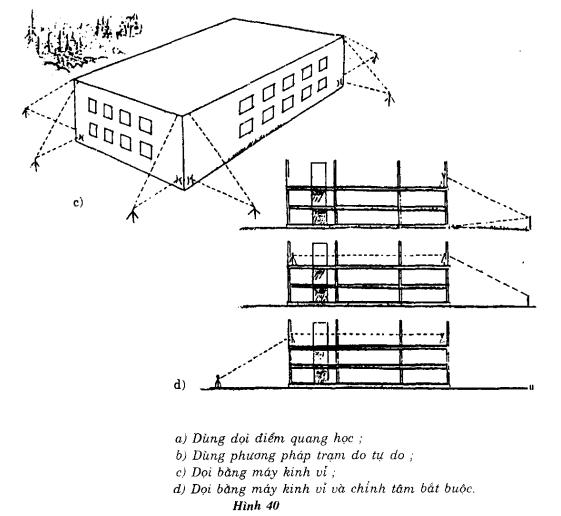 c)
d)
a) Dùng dọi điểm quang học ;
b) Dùng phương pháp trạm do tự do ;
c) Dọi bằng máy kinh vĩ ;
d) Dọi bằng máy kinh vĩ và chỉnh tâm bắt buộc.
Hình 40